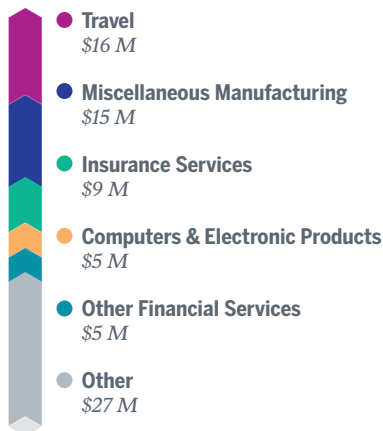 Travel
$16 M
Miscellaneous Manufacturing
$15 M
Insurance Services
$9 M
Computers & Electronic Products
$5 M
Other Financial Services
$5 M
Other
$27 M